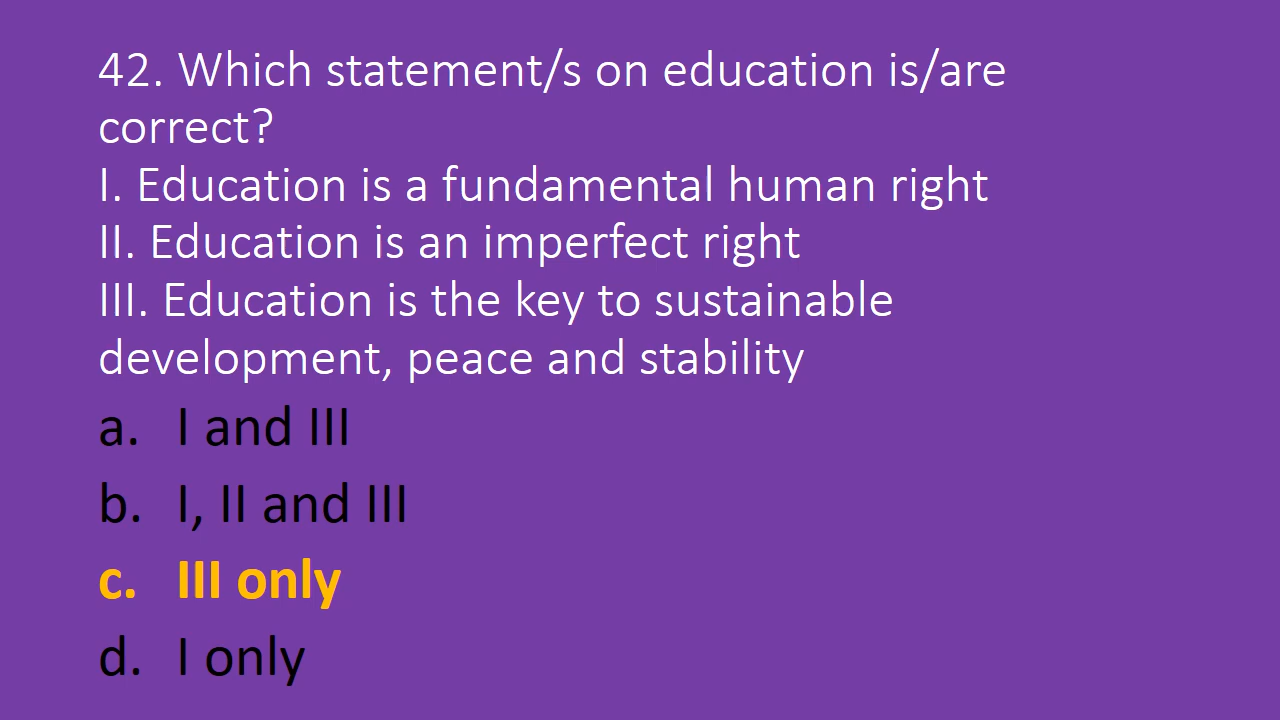 42. Which statement/s on education is/are
correct?
I. Education is a fundamental human right
II. Education is an imperfect right
III. Education is the key to sustainable
development, peace and stability
a. I and III
b. I, II and III
c. III only
d. I only